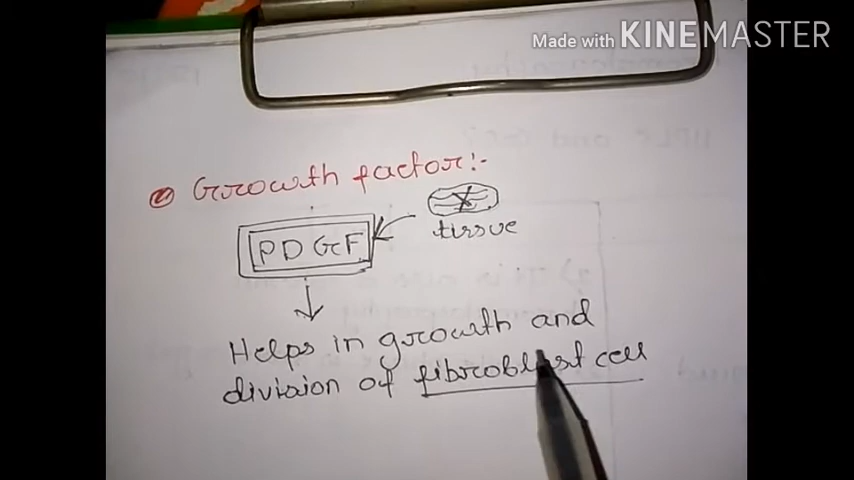 Made with KINEMASTER
Growth factor:-
PDGF
tissue
Helps in growth and
division of fibroblast cell